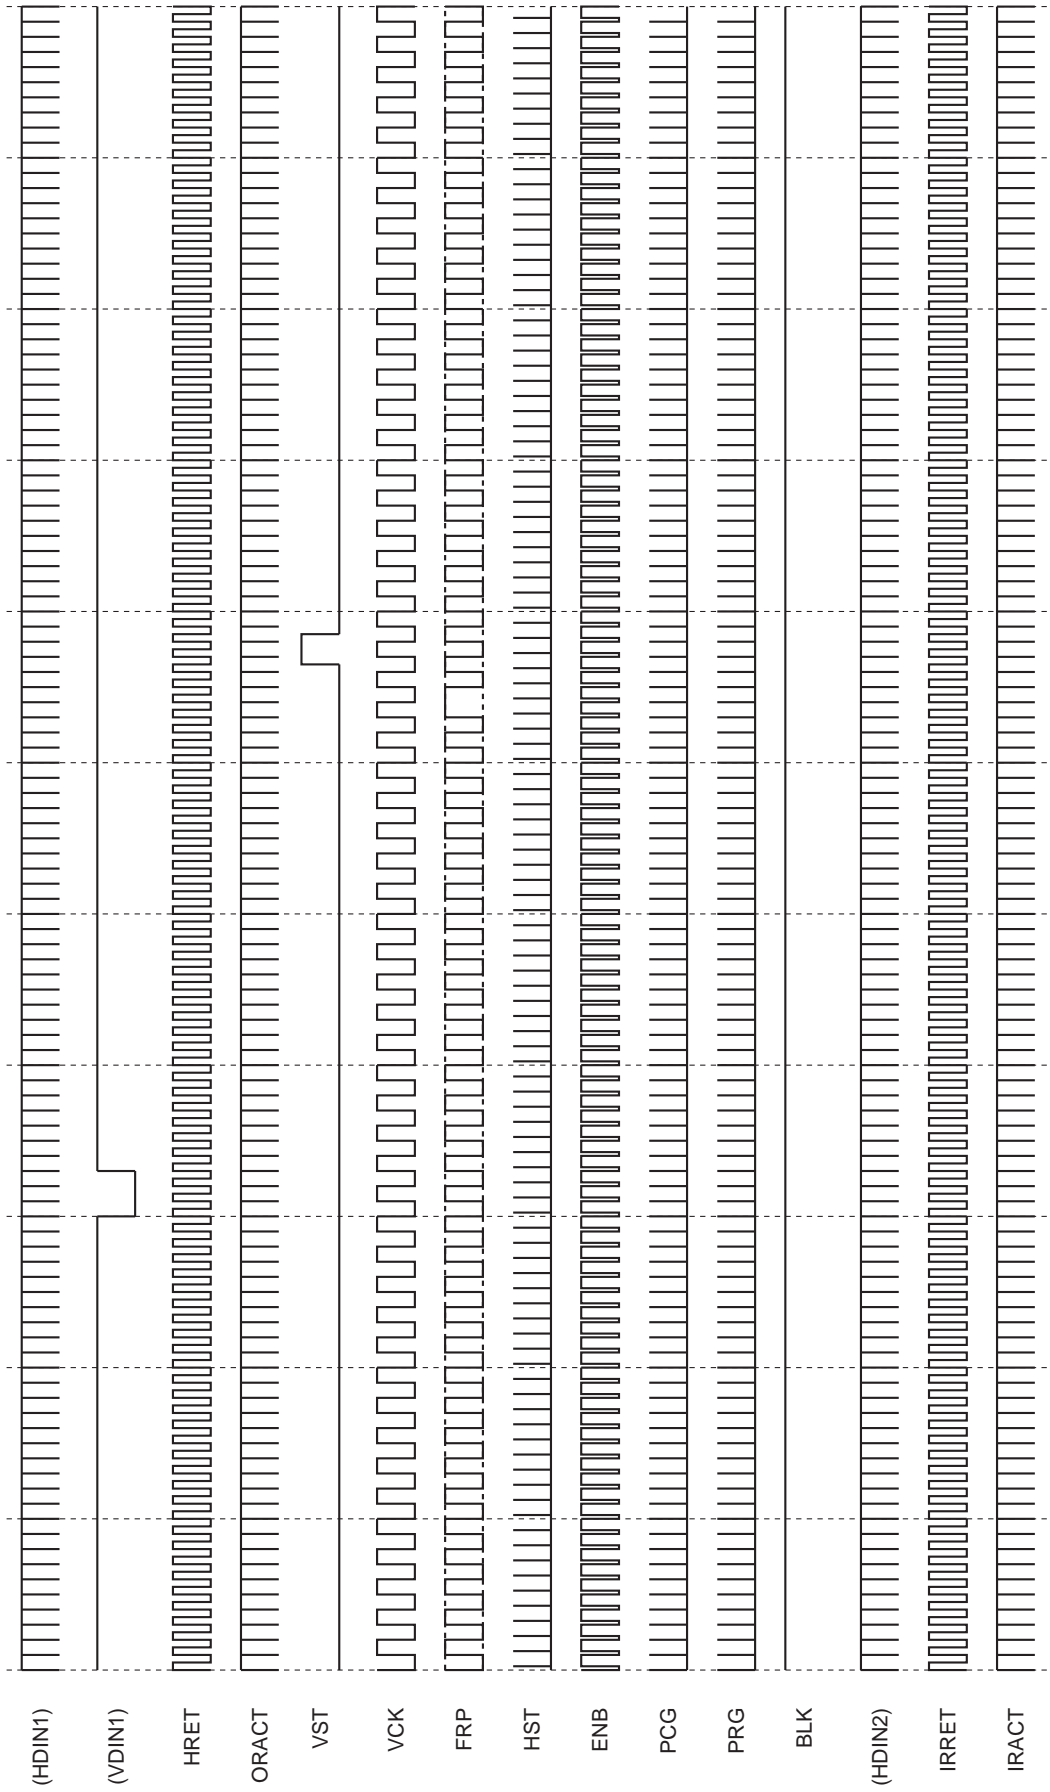 (HDIN1)
(VDIN1)
HRET
ORACT
VST
VCK
FRP
HST
ENB
PCG
PRG
BLK
(HDIN2)
IRRET
IRACT